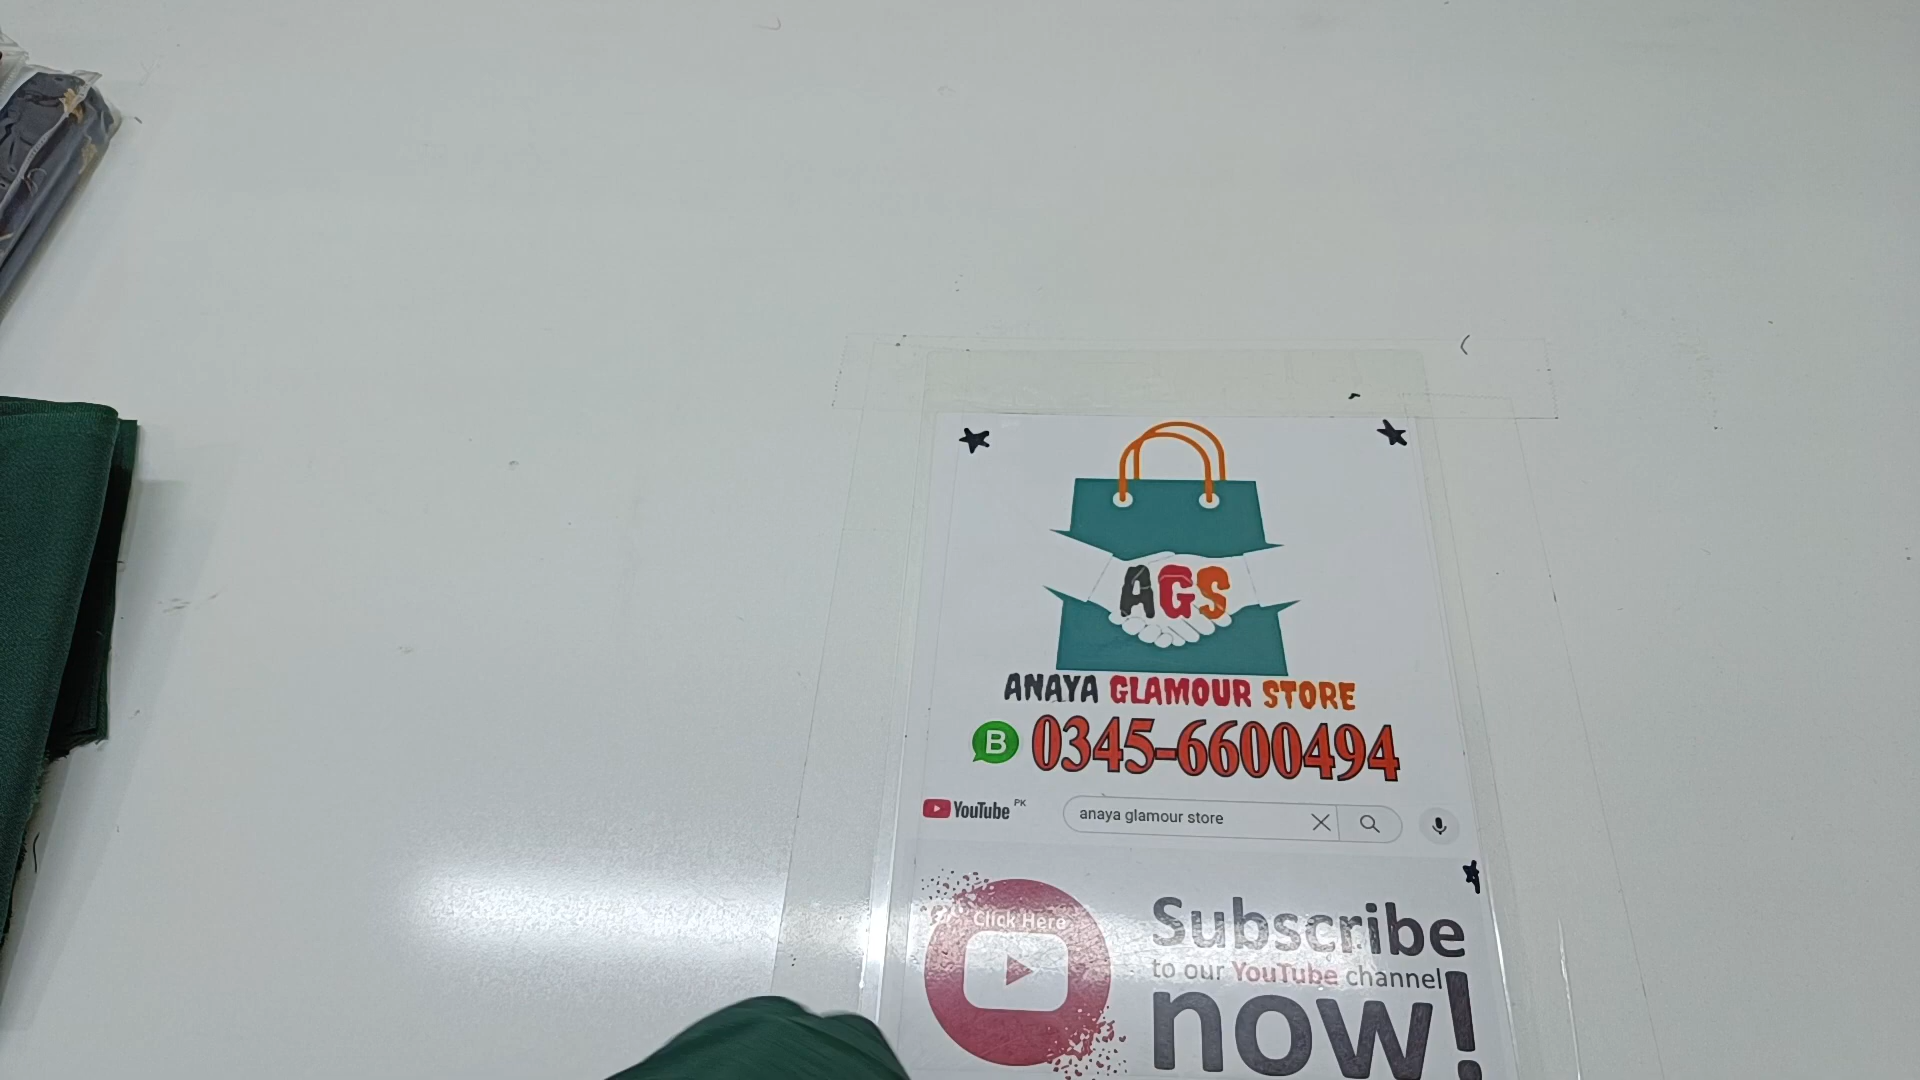 AGS
ANAYA GLAMOUR STORE
B 0345-6600494
YouTube PK
anaya glamour store
Click Here
Subscribe
to our YouTube channel
now!